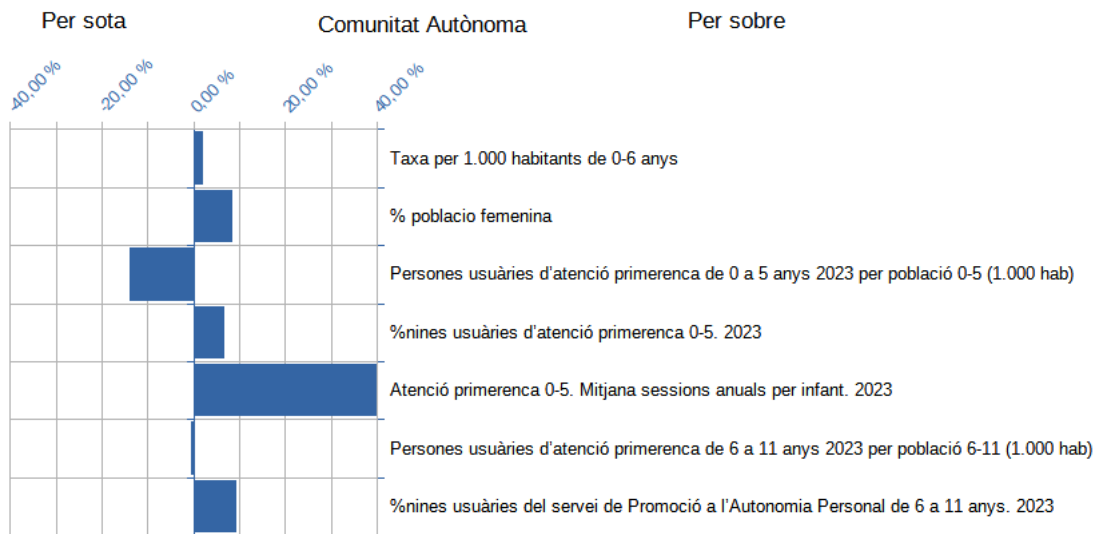 Per sota
Comunitat Autònoma
Per sobre
-40,00 %
-20,00 %
0,00 %
20,00 %
40,00 %
Taxa per 1.000 habitants de 0-6 anys
% poblacio femenina
Persones usuàries d’atenció primerenca de 0 a 5 anys 2023 per població 0-5 (1.000 hab)
%nines usuàries d’atenció primerenca 0-5. 2023
Atenció primerenca 0-5. Mitjana sessions anuals per infant. 2023
Persones usuàries d’atenció primerenca de 6 a 11 anys 2023 per població 6-11 (1.000 hab)
%nines usuàries del servei de Promoció a l’Autonomia Personal de 6 a 11 anys. 2023